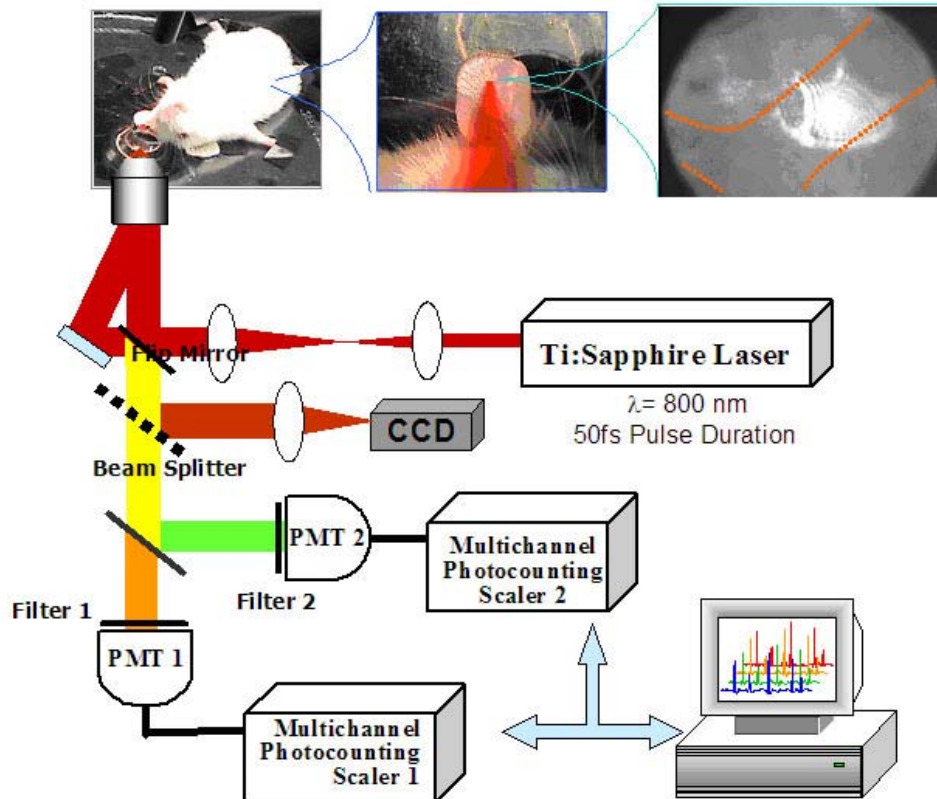 Flip Mirror
Ti:Sapphire Laser
λ= 800 nm
50fs Pulse Duration
CCD
Beam Splitter
PMT 2
Multichannel
Photocounting
Scaler 2
Filter 1
Filter 2
PMT 1
Multichannel
Photocounting
Scaler 1